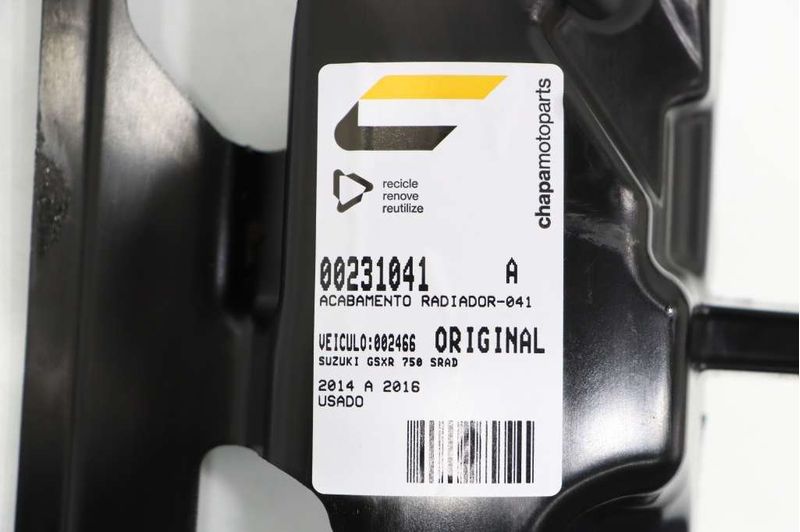 chapamotoparts
recicle
renove
reutilize
00231041 A
ACABAMENTO RADIADOR-041
VEICULO:002466 ORIGINAL
SUZUKI GSXR 750 SRAD
2014 A 2016
USADO